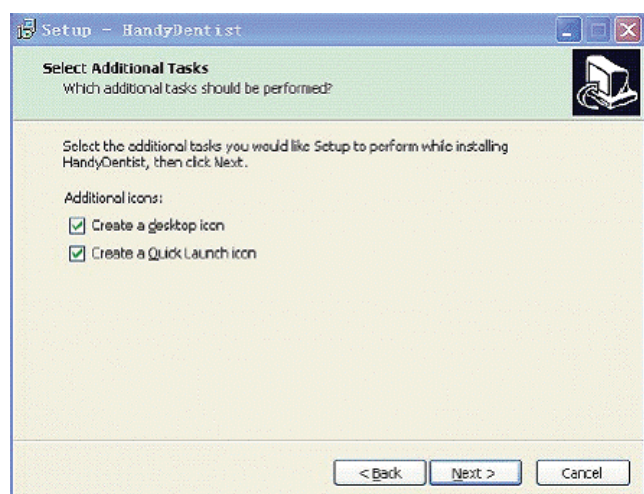 Setup - HandyDentist
Select Additional Tasks
Which additional tasks should be performed?
Select the additional tasks you would like Setup to perform while installing
HandyDentist, then click Next.
Additional icons:
Create a desktop icon
Create a Quick Launch icon
< Back
Next >
Cancel